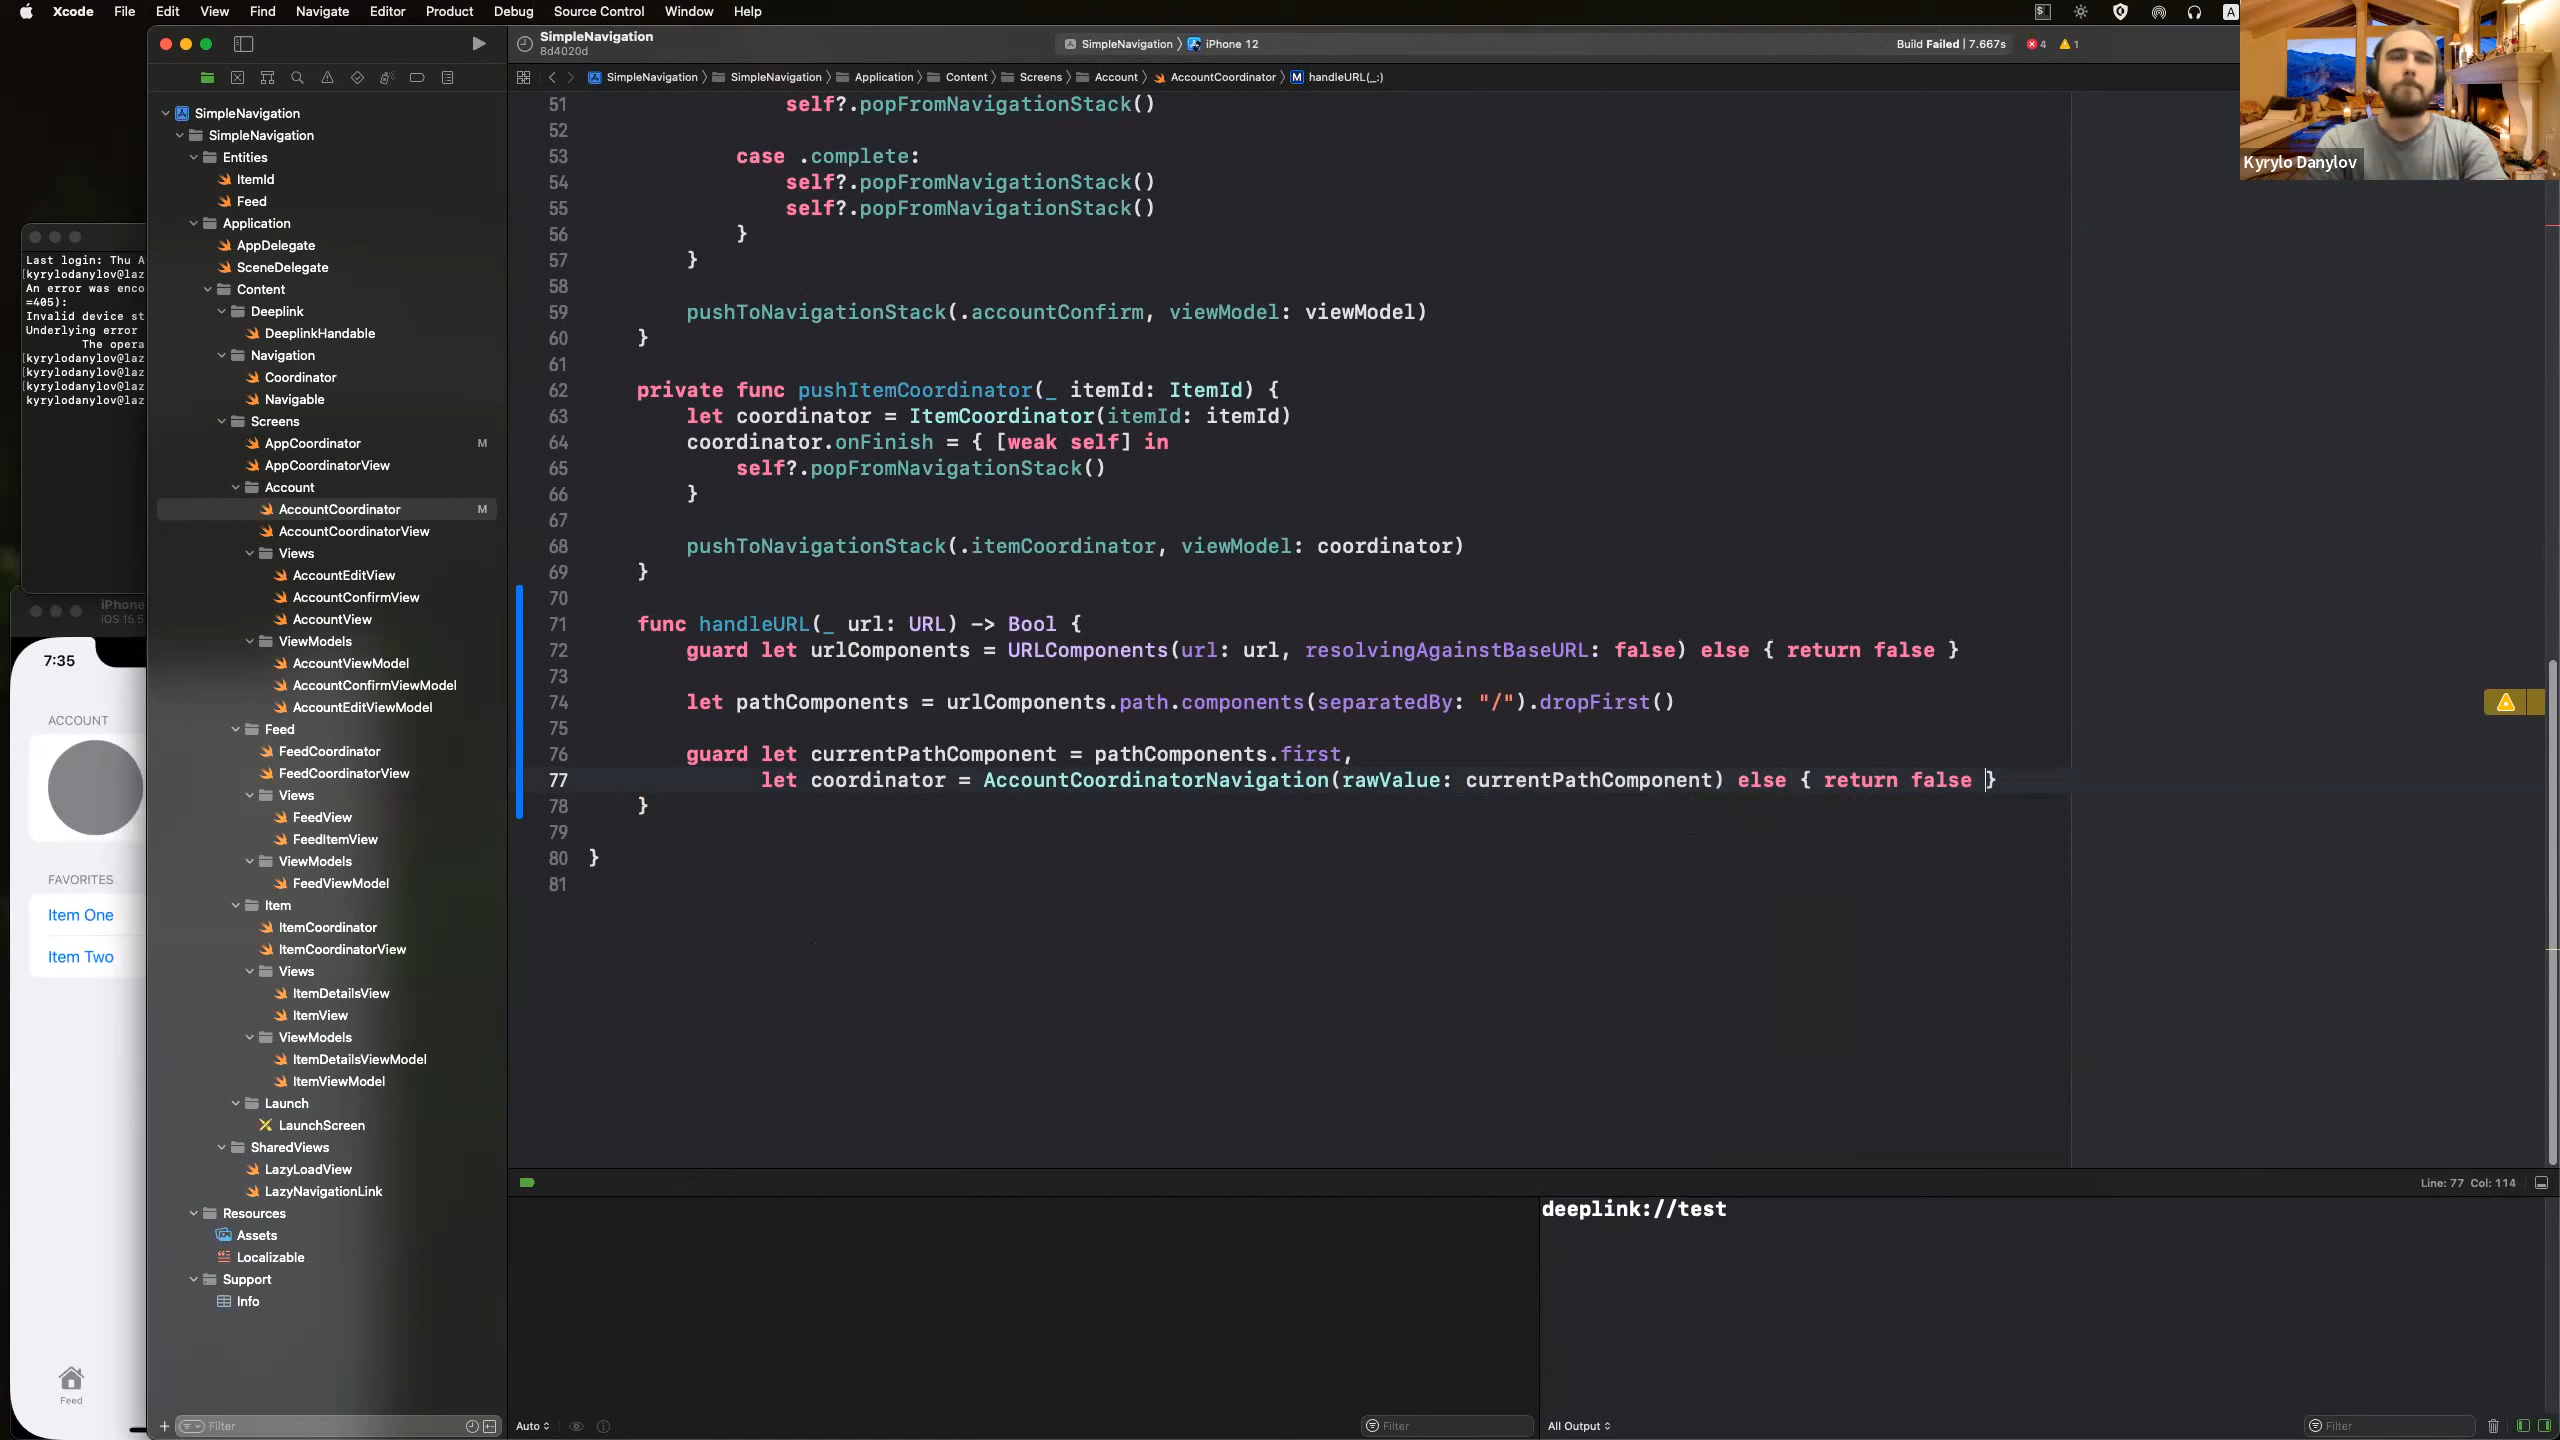 Xcode File Edit View Find Navigate Editor Product Debug Source Control Window Help
SimpleNavigation
8d4020d
SimpleNavigation iPhone 12
Build Failed | 7.667s
4
1
Kyrylo Danylov
SimpleNavigation SimpleNavigation Application Content Screens Account AccountCoordinator M handleURL(_:)
SimpleNavigation
SimpleNavigation
Entities
ItemId
Feed
Application
AppDelegate
SceneDelegate
Content
Deeplink
DeeplinkHandable
Navigation
Coordinator
Navigable
Screens
AppCoordinator M
AppCoordinatorView
Account
AccountCoordinator M
AccountCoordinatorView
Views
AccountEditView
AccountConfirmView
AccountView
ViewModels
AccountViewModel
AccountConfirmViewModel
AccountEditViewModel
Feed
FeedCoordinator
FeedCoordinatorView
Views
FeedView
FeedItemView
ViewModels
FeedViewModel
Item
ItemCoordinator
ItemCoordinatorView
Views
ItemDetailsView
ItemView
ViewModels
ItemDetailsViewModel
ItemViewModel
Launch
LaunchScreen
SharedViews
LazyLoadView
LazyNavigationLink
Resources
Assets
Localizable
Support
Info
Filter
Last login: Thu A
[kyrylodanylov@laz
An error was enco
=405):
Invalid device st
Underlying error
The opera
[kyrylodanylov@laz
[kyrylodanylov@laz
[kyrylodanylov@laz
kyrylodanylov@laz
iPhone
iOS 15.5
7:35
ACCOUNT
FAVORITES
Item One
Item Two
Feed
51 self?.popFromNavigationStack()
52
53 case .complete:
54 self?.popFromNavigationStack()
55 self?.popFromNavigationStack()
56 }
57 }
58
59 pushToNavigationStack(.accountConfirm, viewModel: viewModel)
60 }
61
62 private func pushItemCoordinator(_ itemId: ItemId) {
63 let coordinator = ItemCoordinator(itemId: itemId)
64 coordinator.onFinish = { [weak self] in
65 self?.popFromNavigationStack()
66 }
67
68 pushToNavigationStack(.itemCoordinator, viewModel: coordinator)
69 }
70
71 func handleURL(_ url: URL) -> Bool {
72 guard let urlComponents = URLComponents(url: url, resolvingAgainstBaseURL: false) else { return false }
73
74 let pathComponents = urlComponents.path.components(separatedBy: "/").dropFirst()
75
76 guard let currentPathComponent = pathComponents.first,
77 let coordinator = AccountCoordinatorNavigation(rawValue: currentPathComponent) else { return false }
78 }
79
80 }
81
Line: 77 Col: 114
deeplink://test
Auto
Filter
All Output
Filter